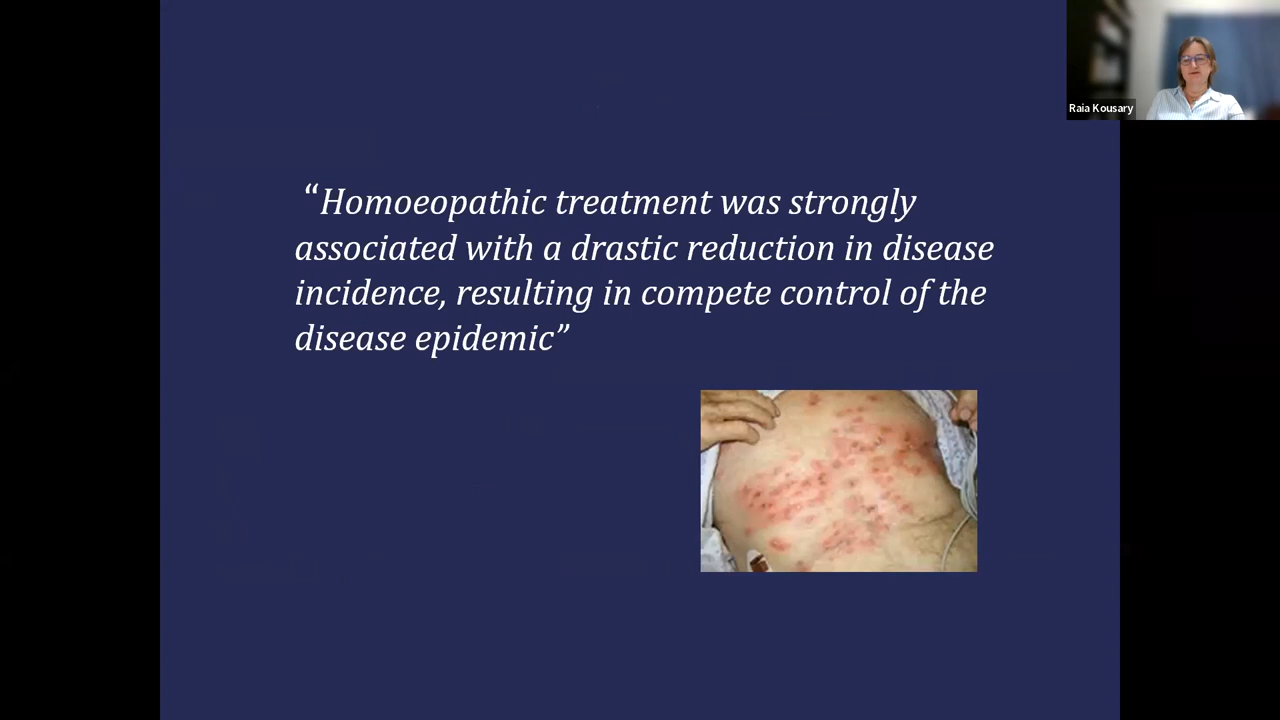 Raia Kousary
“Homoeopathic treatment was strongly
associated with a drastic reduction in disease
incidence, resulting in compete control of the
disease epidemic”